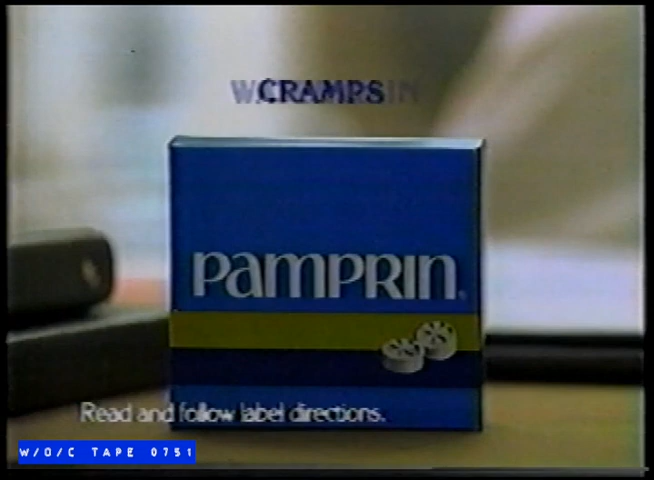 CRAMPS
PAMPRIN®
Read and follow label directions.
W/O/C TAPE 0751